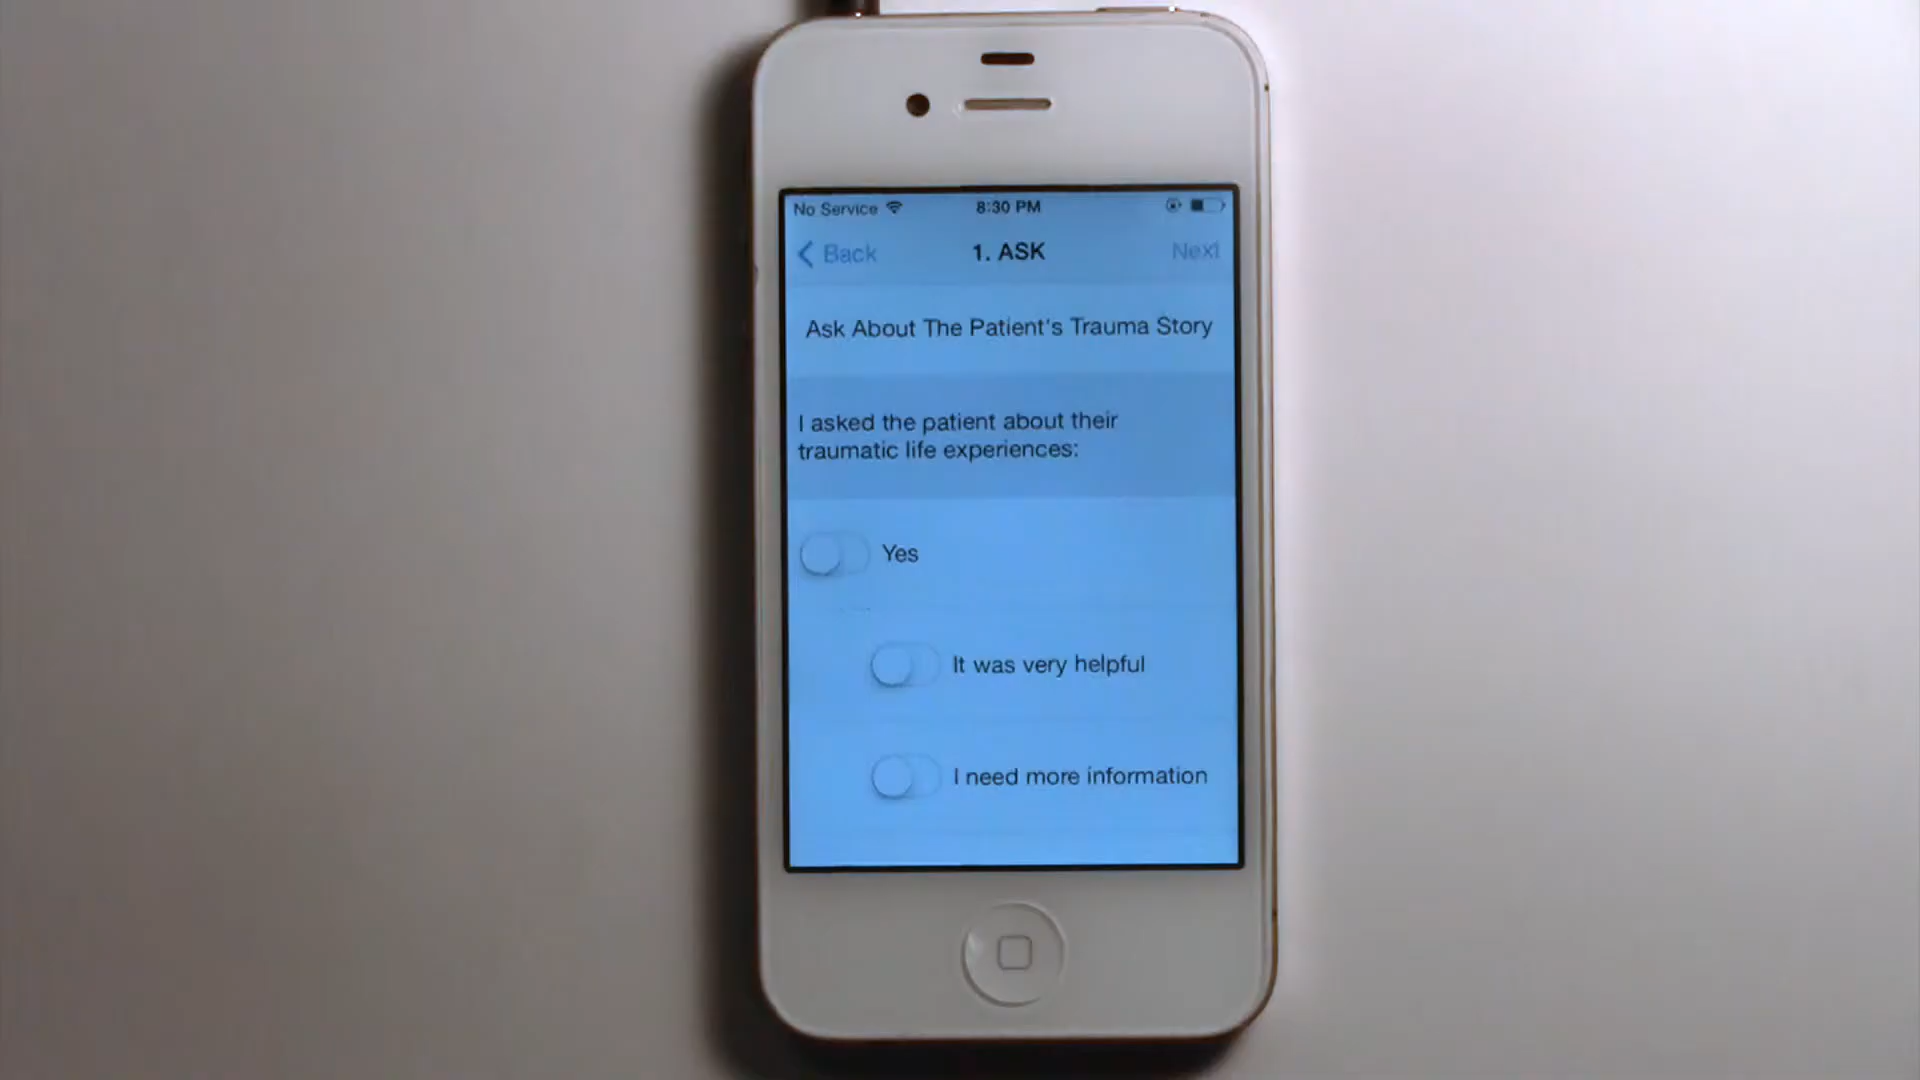 No Service 8:30 PM
Back 1. ASK Next
Ask About The Patient's Trauma Story
I asked the patient about their
traumatic life experiences:
Yes
It was very helpful
I need more information